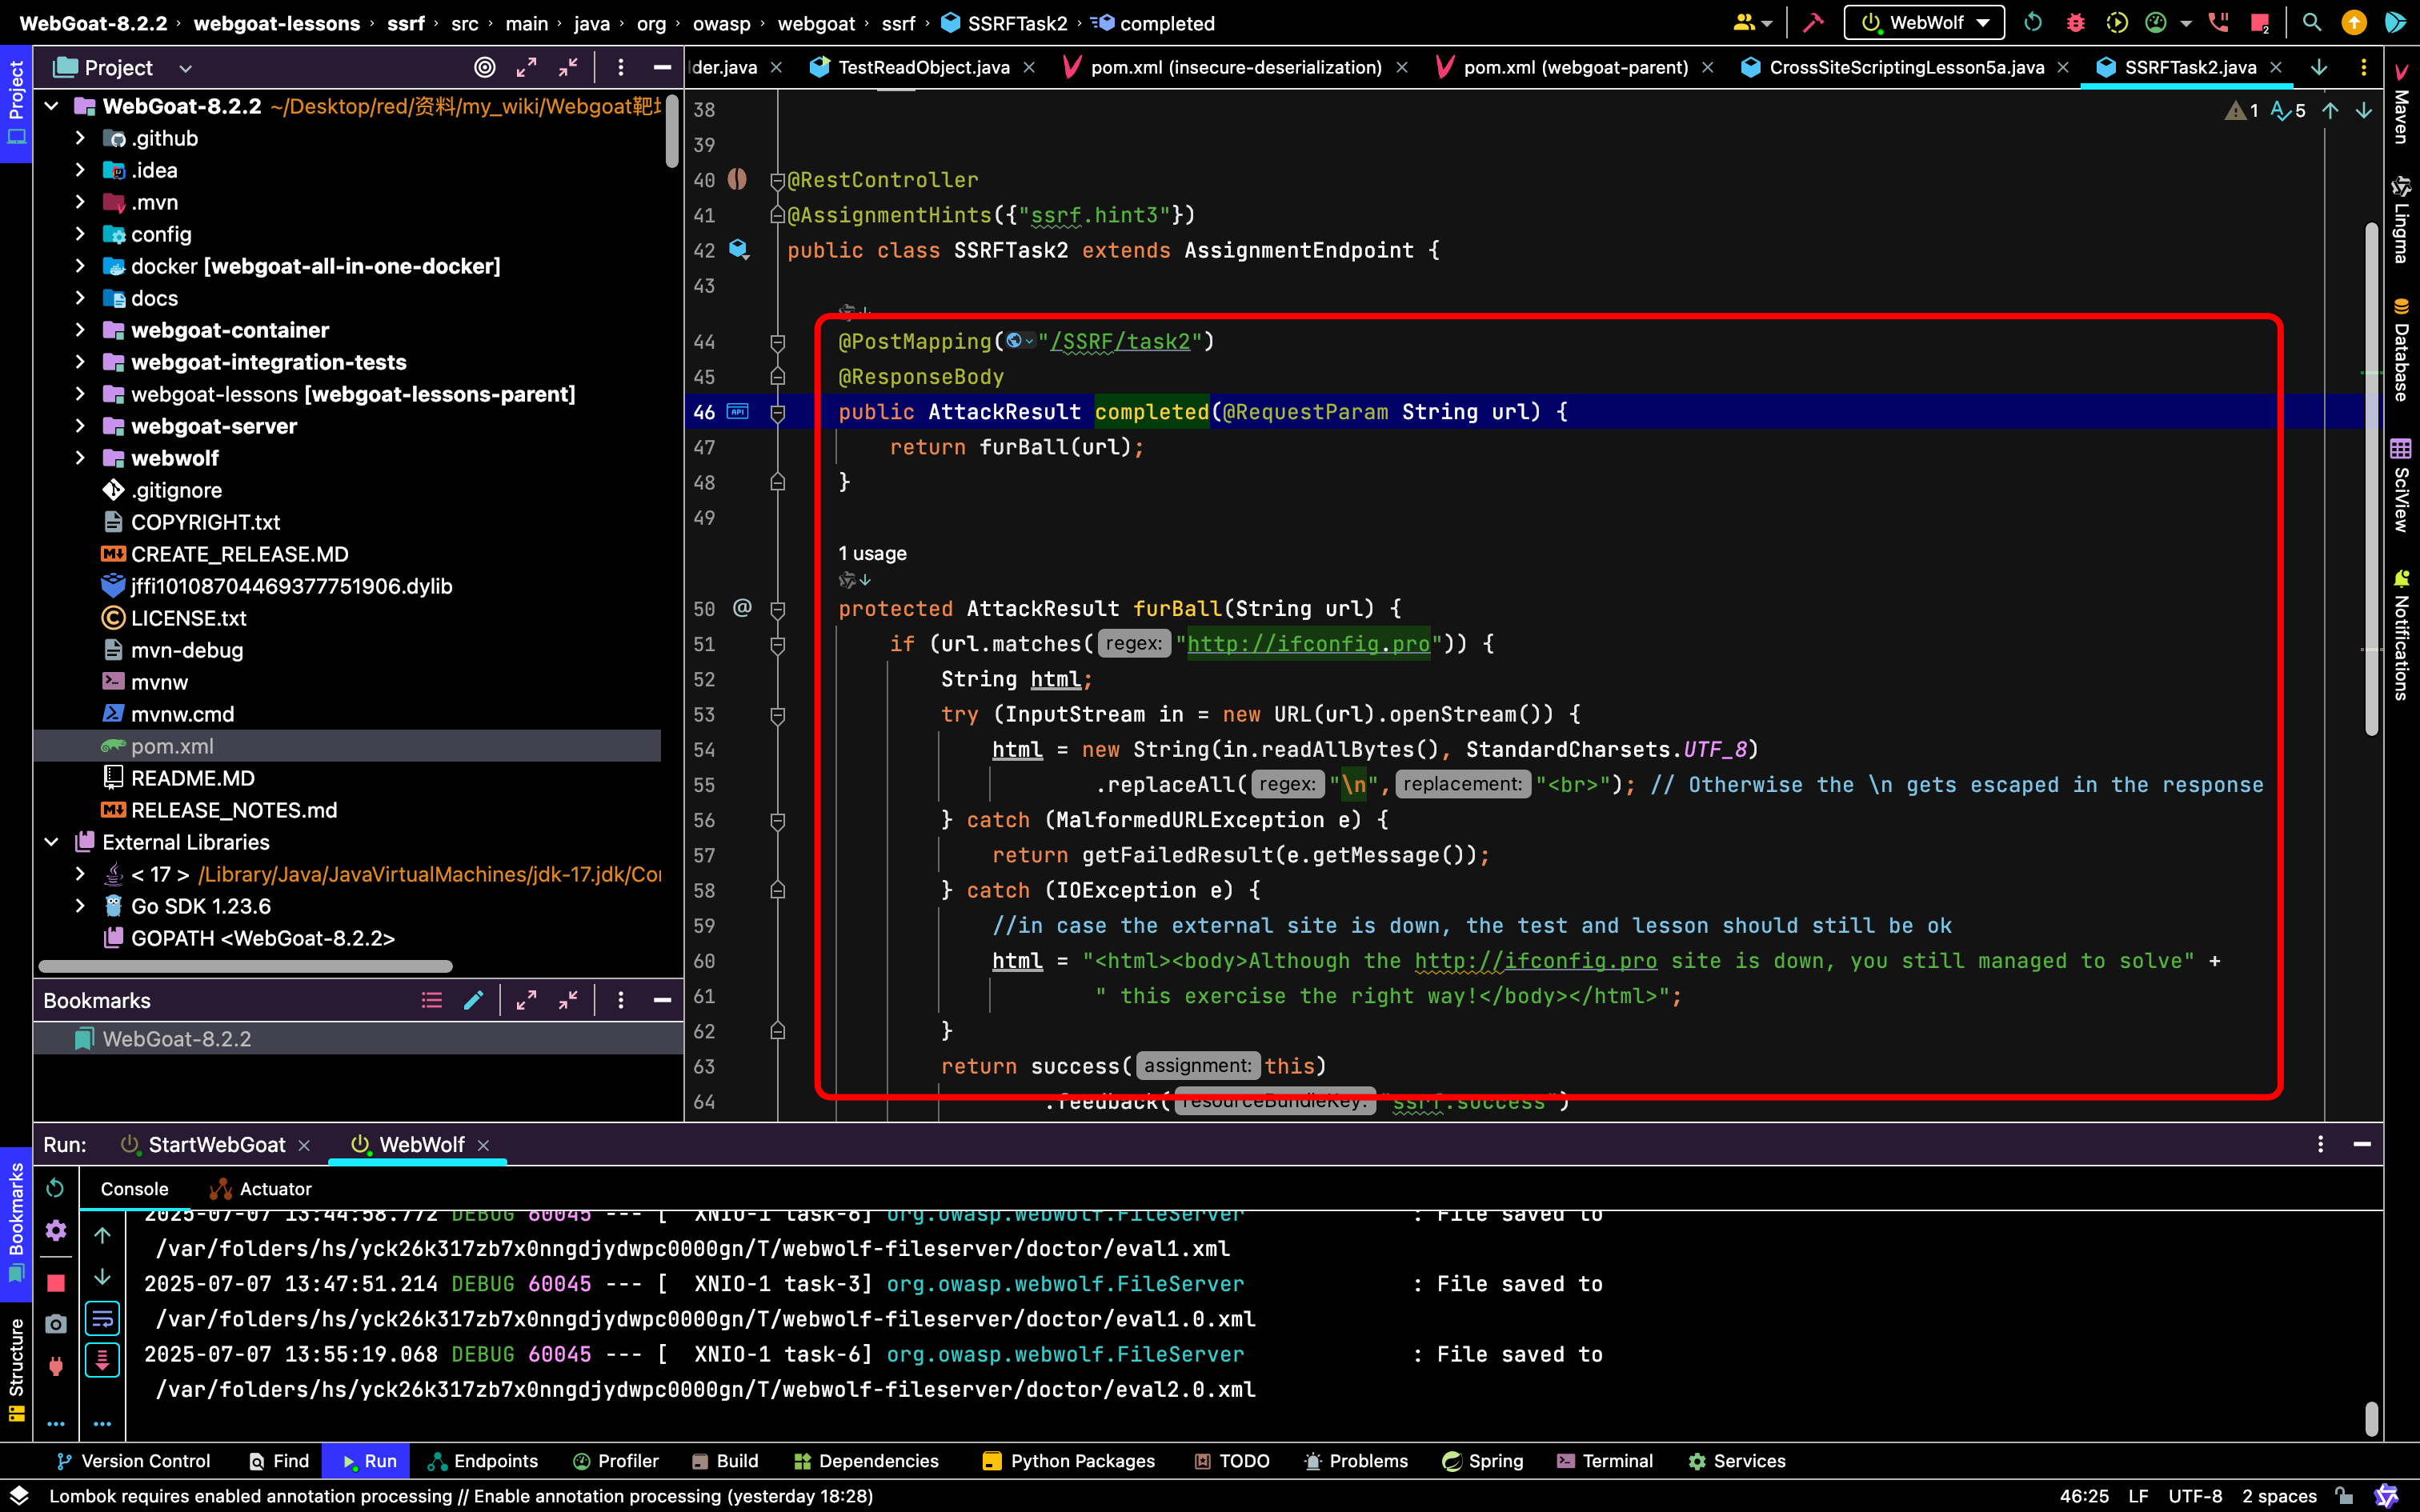 WebGoat-8.2.2 › webgoat-lessons › ssrf › src › main › java › org › owasp › webgoat › ssrf › SSRFTask2 › completed
WebWolf
Project
lder.java
TestReadObject.java
pom.xml (insecure-deserialization)
pom.xml (webgoat-parent)
CrossSiteScriptingLesson5a.java
SSRFTask2.java
Project
WebGoat-8.2.2 ~/Desktop/red/资料/my_wiki/Webgoat靶
.github
.idea
.mvn
config
docker [webgoat-all-in-one-docker]
docs
webgoat-container
webgoat-integration-tests
webgoat-lessons [webgoat-lessons-parent]
webgoat-server
webwolf
.gitignore
COPYRIGHT.txt
CREATE_RELEASE.MD
jffi10108704469377751906.dylib
LICENSE.txt
mvn-debug
mvnw
mvnw.cmd
pom.xml
README.MD
RELEASE_NOTES.md
External Libraries
< 17 > /Library/Java/JavaVirtualMachines/jdk-17.jdk/Co
Go SDK 1.23.6
GOPATH <WebGoat-8.2.2>
Bookmarks
WebGoat-8.2.2
1 5
38
39
40 @RestController
41 @AssignmentHints({"ssrf.hint3"})
42 public class SSRFTask2 extends AssignmentEndpoint {
43
44 @PostMapping("/SSRF/task2")
45 @ResponseBody
46 API public AttackResult completed(@RequestParam String url) {
47 return furBall(url);
48 }
49
1 usage
50 @ protected AttackResult furBall(String url) {
51 if (url.matches( regex: "http://ifconfig.pro")) {
52 String html;
53 try (InputStream in = new URL(url).openStream()) {
54 html = new String(in.readAllBytes(), StandardCharsets.UTF_8)
55 .replaceAll( regex: "\n", replacement: "<br>"); // Otherwise the \n gets escaped in the response
56 } catch (MalformedURLException e) {
57 return getFailedResult(e.getMessage());
58 } catch (IOException e) {
59 //in case the external site is down, the test and lesson should still be ok
60 html = "<html><body>Although the http://ifconfig.pro site is down, you still managed to solve" +
61 " this exercise the right way!</body></html>";
62 }
63 return success( assignment: this)
64 .feedback( resourceBundleKey: "ssrf.success")
Maven
Lingma
Database
SciView
Notifications
Run: StartWebGoat WebWolf
Console Actuator
2025-07-07 13:44:58.772 DEBUG 60045 --- [ XNIO-1 task-6] org.owasp.webwolf.FileServer : File saved to
/var/folders/hs/yck26k317zb7x0nngdjydwpc0000gn/T/webwolf-fileserver/doctor/eval1.xml
2025-07-07 13:47:51.214 DEBUG 60045 --- [ XNIO-1 task-3] org.owasp.webwolf.FileServer : File saved to
/var/folders/hs/yck26k317zb7x0nngdjydwpc0000gn/T/webwolf-fileserver/doctor/eval1.0.xml
2025-07-07 13:55:19.068 DEBUG 60045 --- [ XNIO-1 task-6] org.owasp.webwolf.FileServer : File saved to
/var/folders/hs/yck26k317zb7x0nngdjydwpc0000gn/T/webwolf-fileserver/doctor/eval2.0.xml
Bookmarks
Structure
Version Control Find Run Endpoints Profiler Build Dependencies Python Packages TODO Problems Spring Terminal Services
Lombok requires enabled annotation processing // Enable annotation processing (yesterday 18:28)
46:25 LF UTF-8 2 spaces